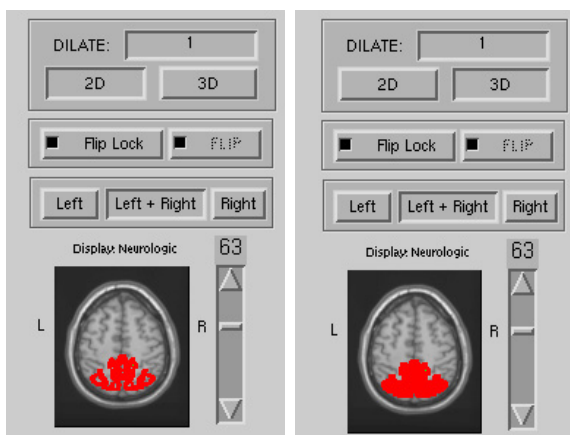 DILATE: 1
2D 3D
Flip Lock FLIP
Left Left + Right Right
Display: Neurologic 63
L R
DILATE: 1
2D 3D
Flip Lock FLIP
Left Left + Right Right
Display: Neurologic 63
L R